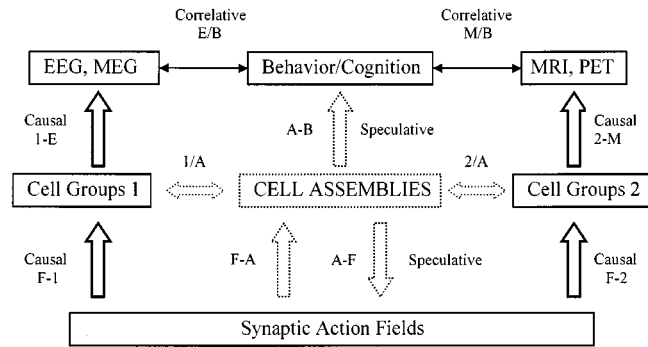 Correlative
E/B
Correlative
M/B
EEG, MEG
Behavior/Cognition
MRI, PET
Causal
1-E
A-B
Speculative
Causal
2-M
1/A
2/A
Cell Groups 1
CELL ASSEMBLIES
Cell Groups 2
Causal
F-1
F-A
A-F
Speculative
Causal
F-2
Synaptic Action Fields